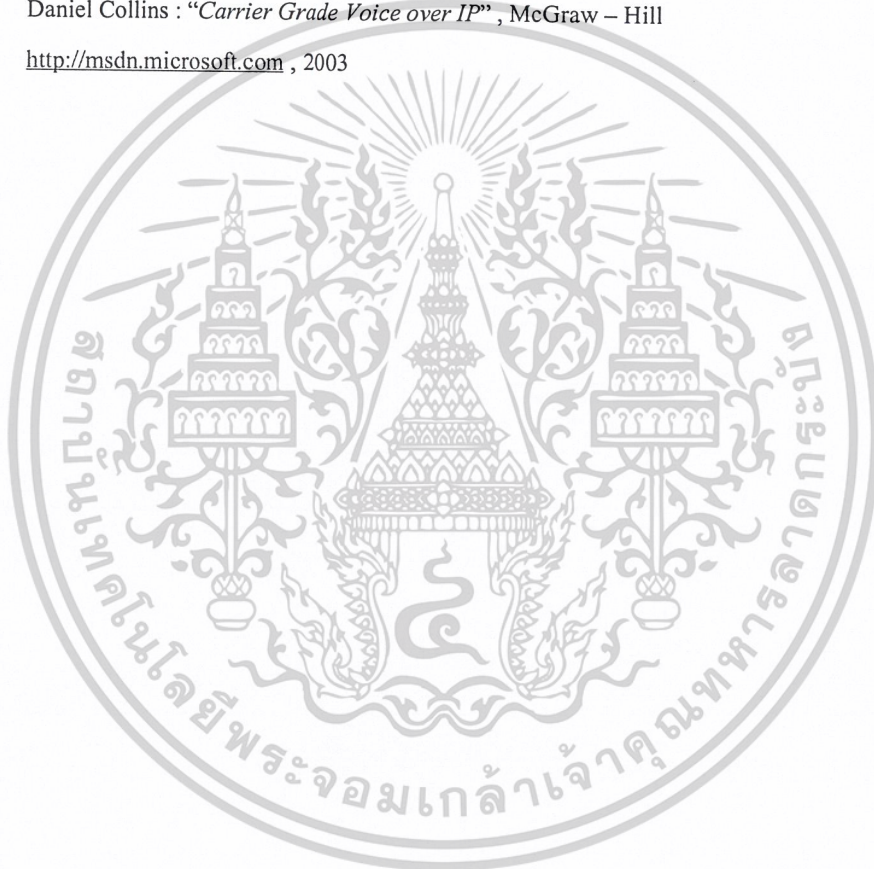 Daniel Collins : “Carrier Grade Voice over IP” , McGraw – Hill
http://msdn.microsoft.com , 2003
๔
สถาบันเทคโนโลยีพระจอมเกล้าเจ้าคุณทหารลาดกระบัง